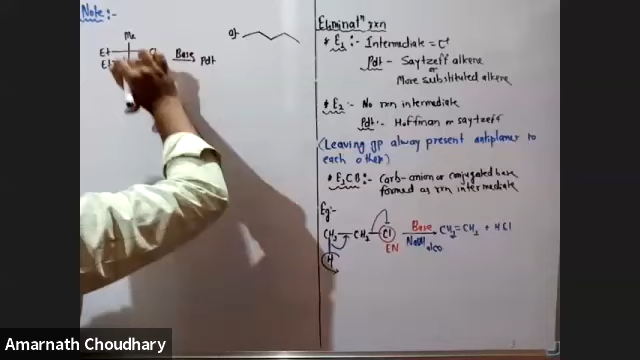 Note:-
Me
Et
Cl
Et
Base
Pdt
a)
Elimination rxn
* E1 :- Intermediate = C+
Pdt - Saytzeff alkene
or
More substituted alkene
* E2 :- No rxn intermediate
Pdt :- Hoffman or saytzeff
(Leaving gp alway present antiplaner to
each other)
* E1CB :- Carb-anion or conjugated base
formed as rxn intermediate
Eg:-
CH2 — CH2 — Cl Base CH2=CH2 + HCl
H
EN
alco
Amarnath Choudhary